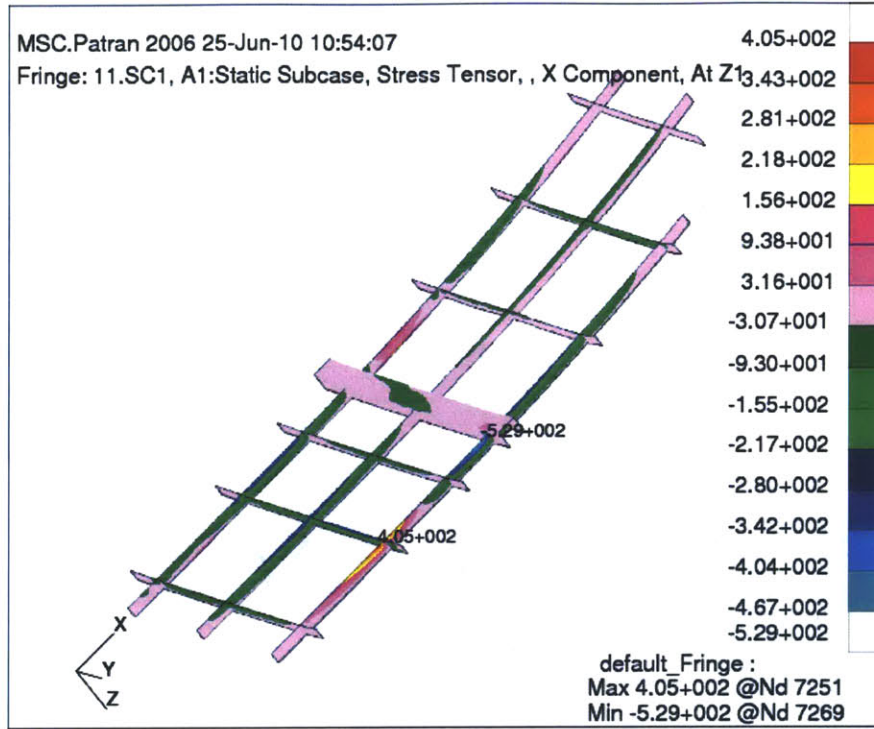 MSC.Patran 2006 25-Jun-10 10:54:07
Fringe: 11.SC1, A1:Static Subcase, Stress Tensor, , X Component, At Z1
4.05+002
3.43+002
2.81+002
2.18+002
1.56+002
9.38+001
3.16+001
-3.07+001
-9.30+001
-1.55+002
-2.17+002
-2.80+002
-3.42+002
-4.04+002
-4.67+002
-5.29+002
-5.29+002
4.05+002
X
Y
Z
default_Fringe :
Max 4.05+002 @Nd 7251
Min -5.29+002 @Nd 7269